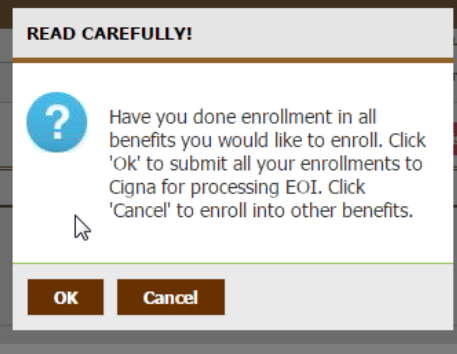 READ CAREFULLY!
?
Have you done enrollment in all
benefits you would like to enroll. Click
'Ok' to submit all your enrollments to
Cigna for processing EOI. Click
'Cancel' to enroll into other benefits.
OK
Cancel